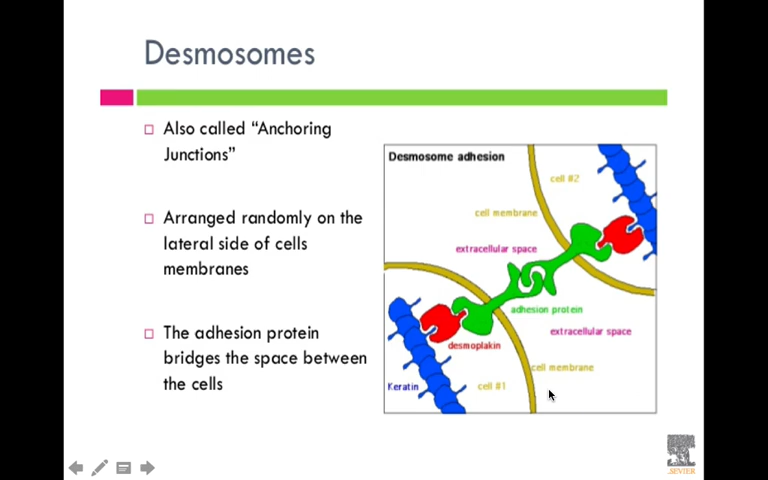 Desmosomes
□ Also called “Anchoring
Junctions”
□ Arranged randomly on the
lateral side of cells
membranes
□ The adhesion protein
bridges the space between
the cells
Desmosome adhesion
cell #2
cell membrane
extracellular space
adhesion protein
extracellular space
desmoplakin
cell membrane
Keratin
cell #1